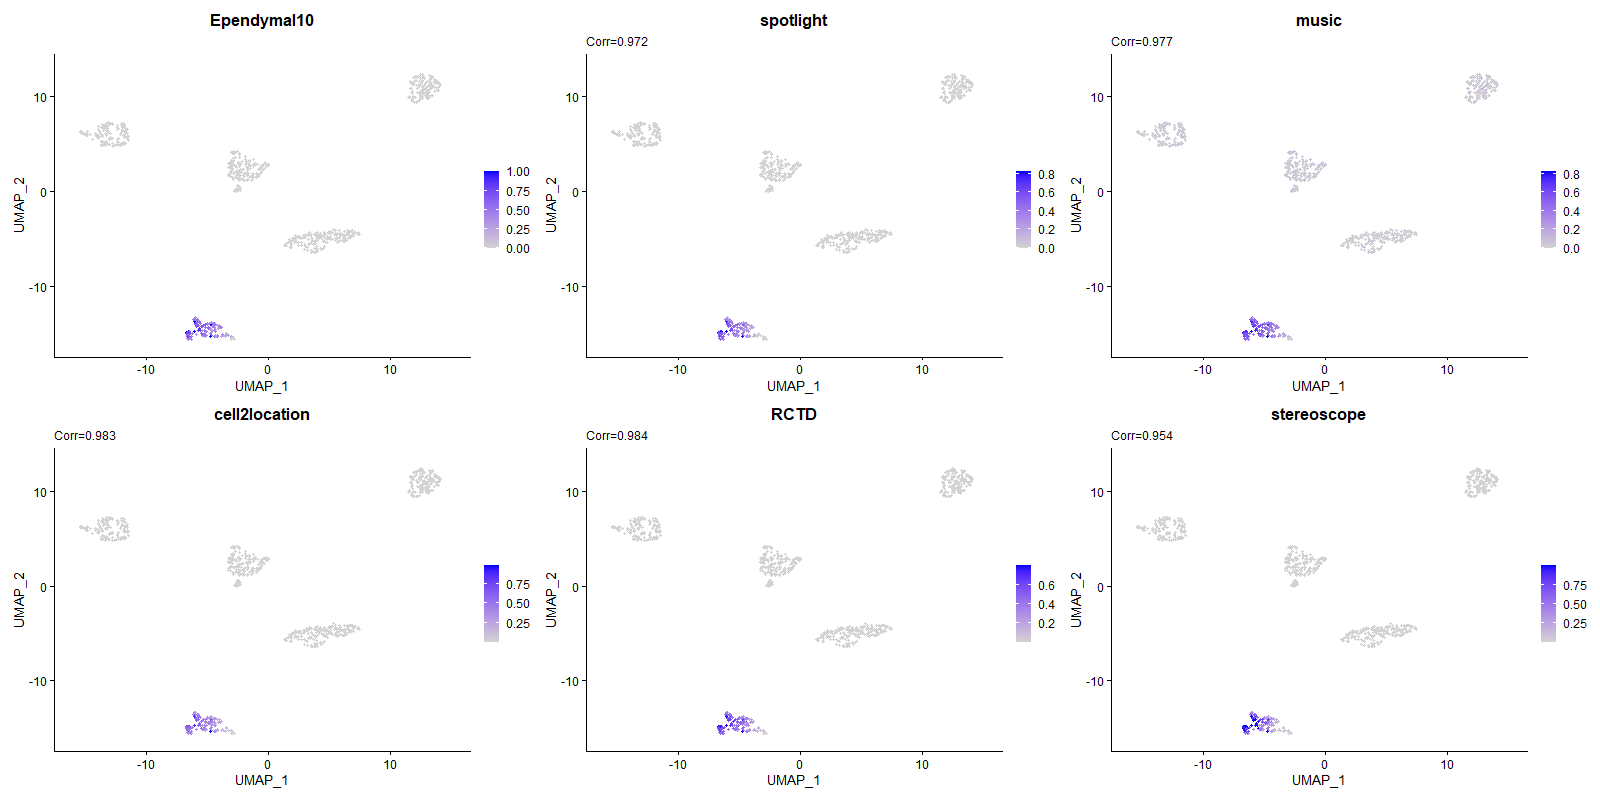 Ependymal10
10
0
-10
UMAP_2
-10
0
10
UMAP_1
1.00
0.75
0.50
0.25
0.00
spotlight
Corr=0.972
10
0
-10
UMAP_2
-10
0
10
UMAP_1
0.8
0.6
0.4
0.2
0.0
music
Corr=0.977
10
0
-10
UMAP_2
-10
0
10
UMAP_1
0.8
0.6
0.4
0.2
0.0
cell2location
Corr=0.983
10
0
-10
UMAP_2
-10
0
10
UMAP_1
0.75
0.50
0.25
RCTD
Corr=0.984
10
0
-10
UMAP_2
-10
0
10
UMAP_1
0.6
0.4
0.2
stereoscope
Corr=0.954
10
0
-10
UMAP_2
-10
0
10
UMAP_1
0.75
0.50
0.25